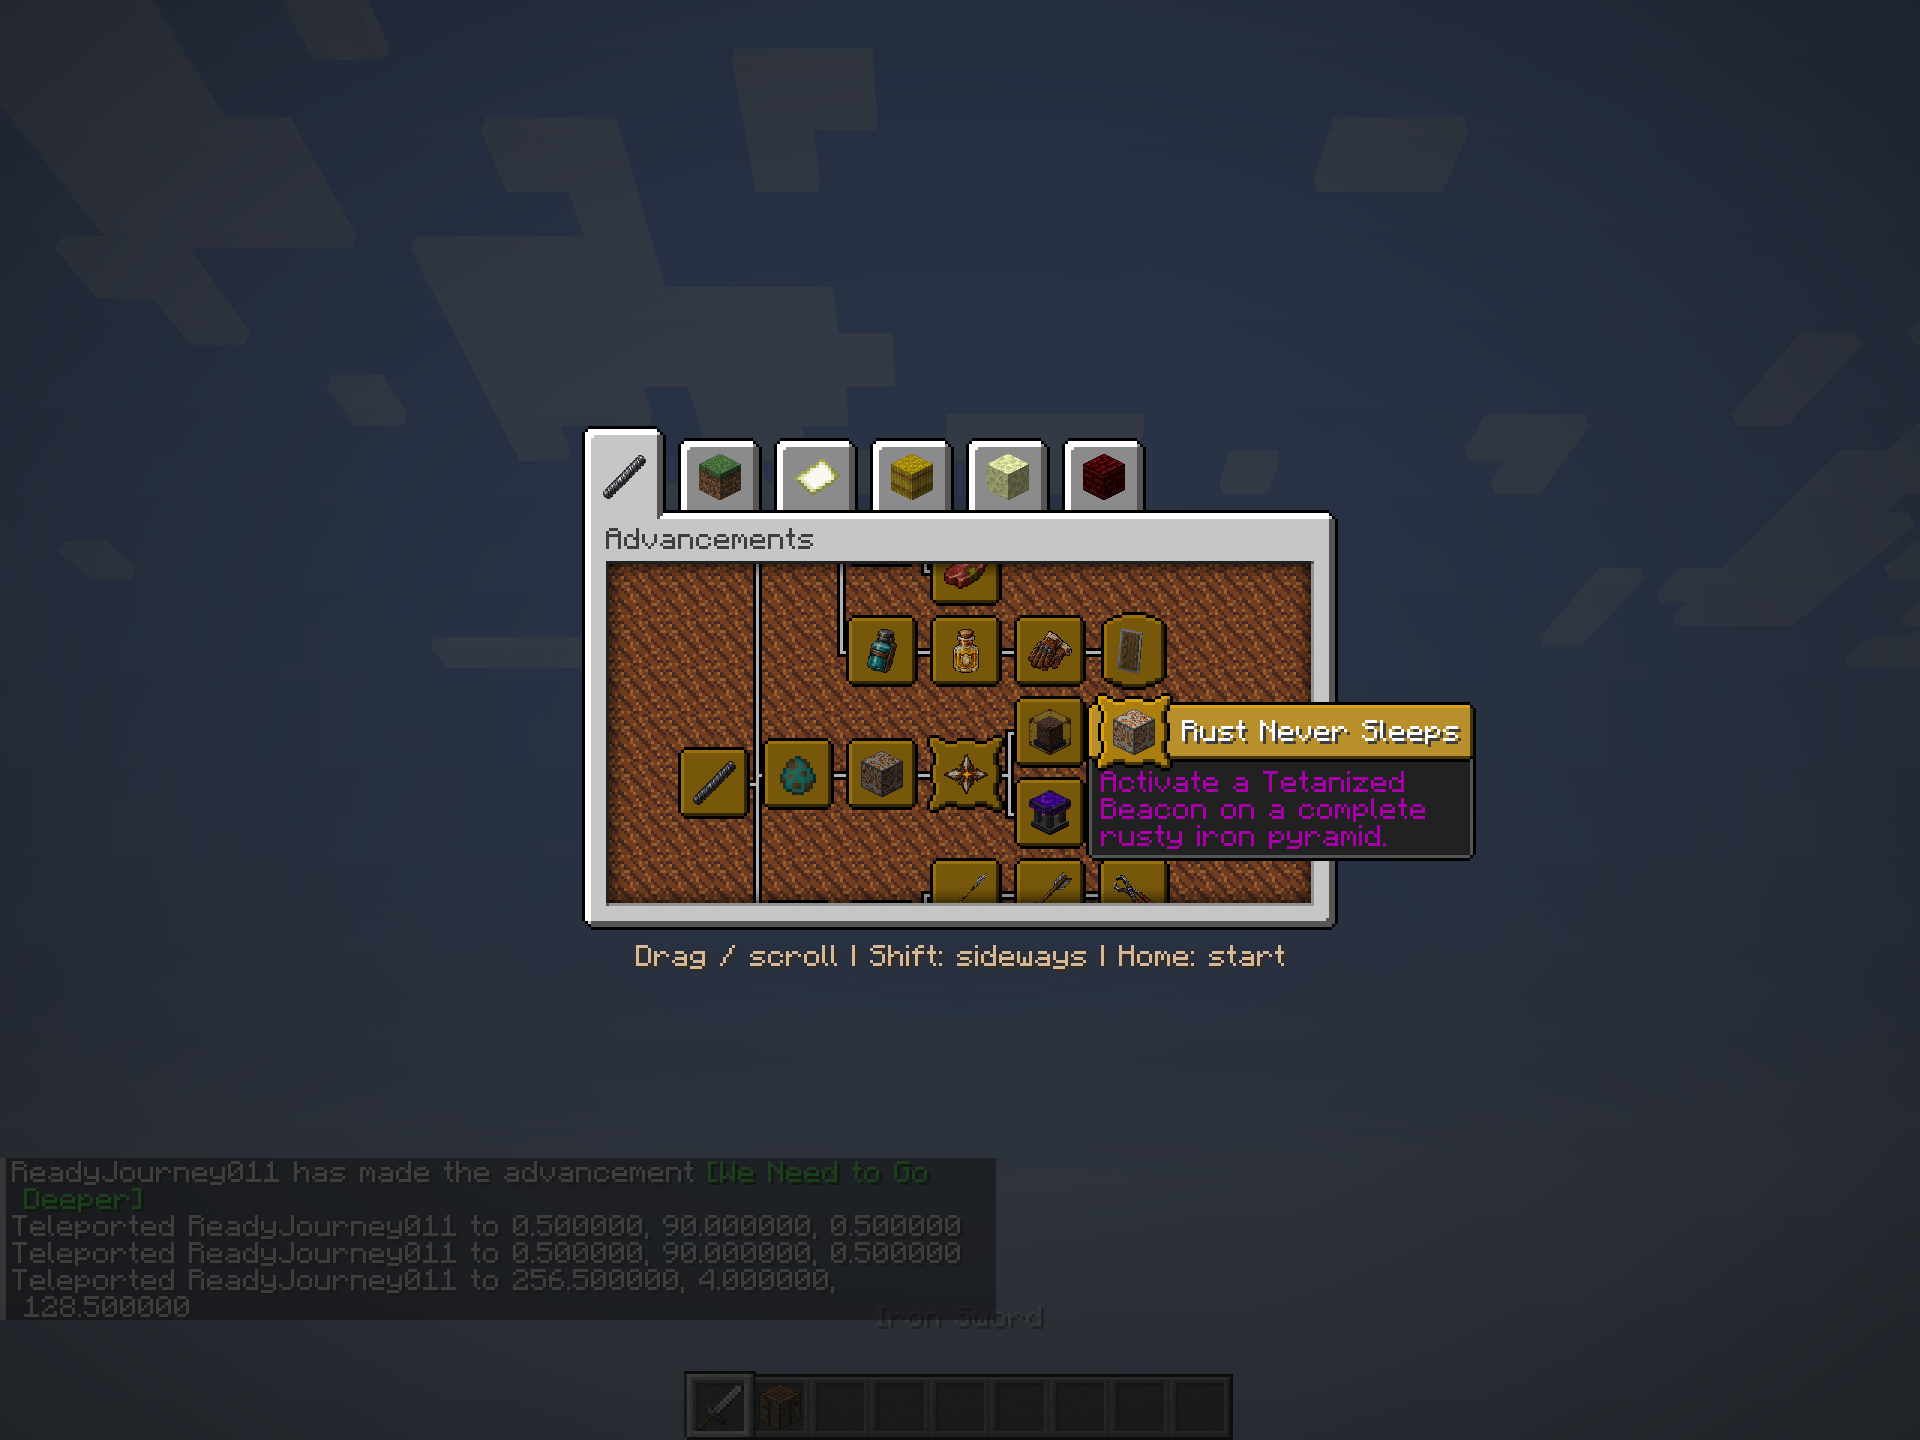 Advancements
Rust Never Sleeps
Activate a Tetanized
Beacon on a complete
rusty iron pyramid.
Drag / scroll | Shift: sideways | Home: start
ReadyJourney011 has made the advancement [We Need to Go
Deeper]
Teleported ReadyJourney011 to 0.500000, 90.000000, 0.500000
Teleported ReadyJourney011 to 0.500000, 90.000000, 0.500000
Teleported ReadyJourney011 to 256.500000, 4.000000,
128.500000
Iron Sword